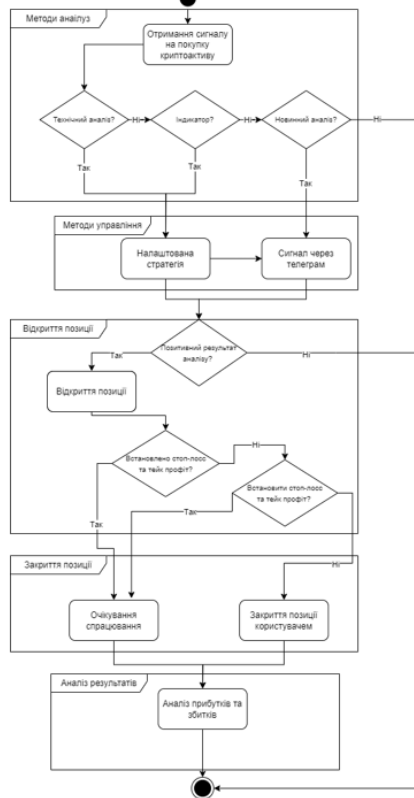 Методи аналіуз
Отримання сигналу
на покупку
криптоактиву
Технічний аналіз?
Ні
Індикатор?
Ні
Новинний аналіз?
Ні
Так
Так
Так
Методи управління
Налаштована
стратегія
Сигнал через
телеграм
Відкриття позиції
Позитивний результат
аналізу?
Так
Ні
Відкриття позиції
Встановлено стоп-лосс
та тейк профіт?
Ні
Встановити стоп-лосс
та тейк профіт?
Так
Так
Закриття позиції
Ні
Очікування
спрацювання
Закриття позиції
користувачем
Аналіз результатів
Аналіз прибутків та
збитків